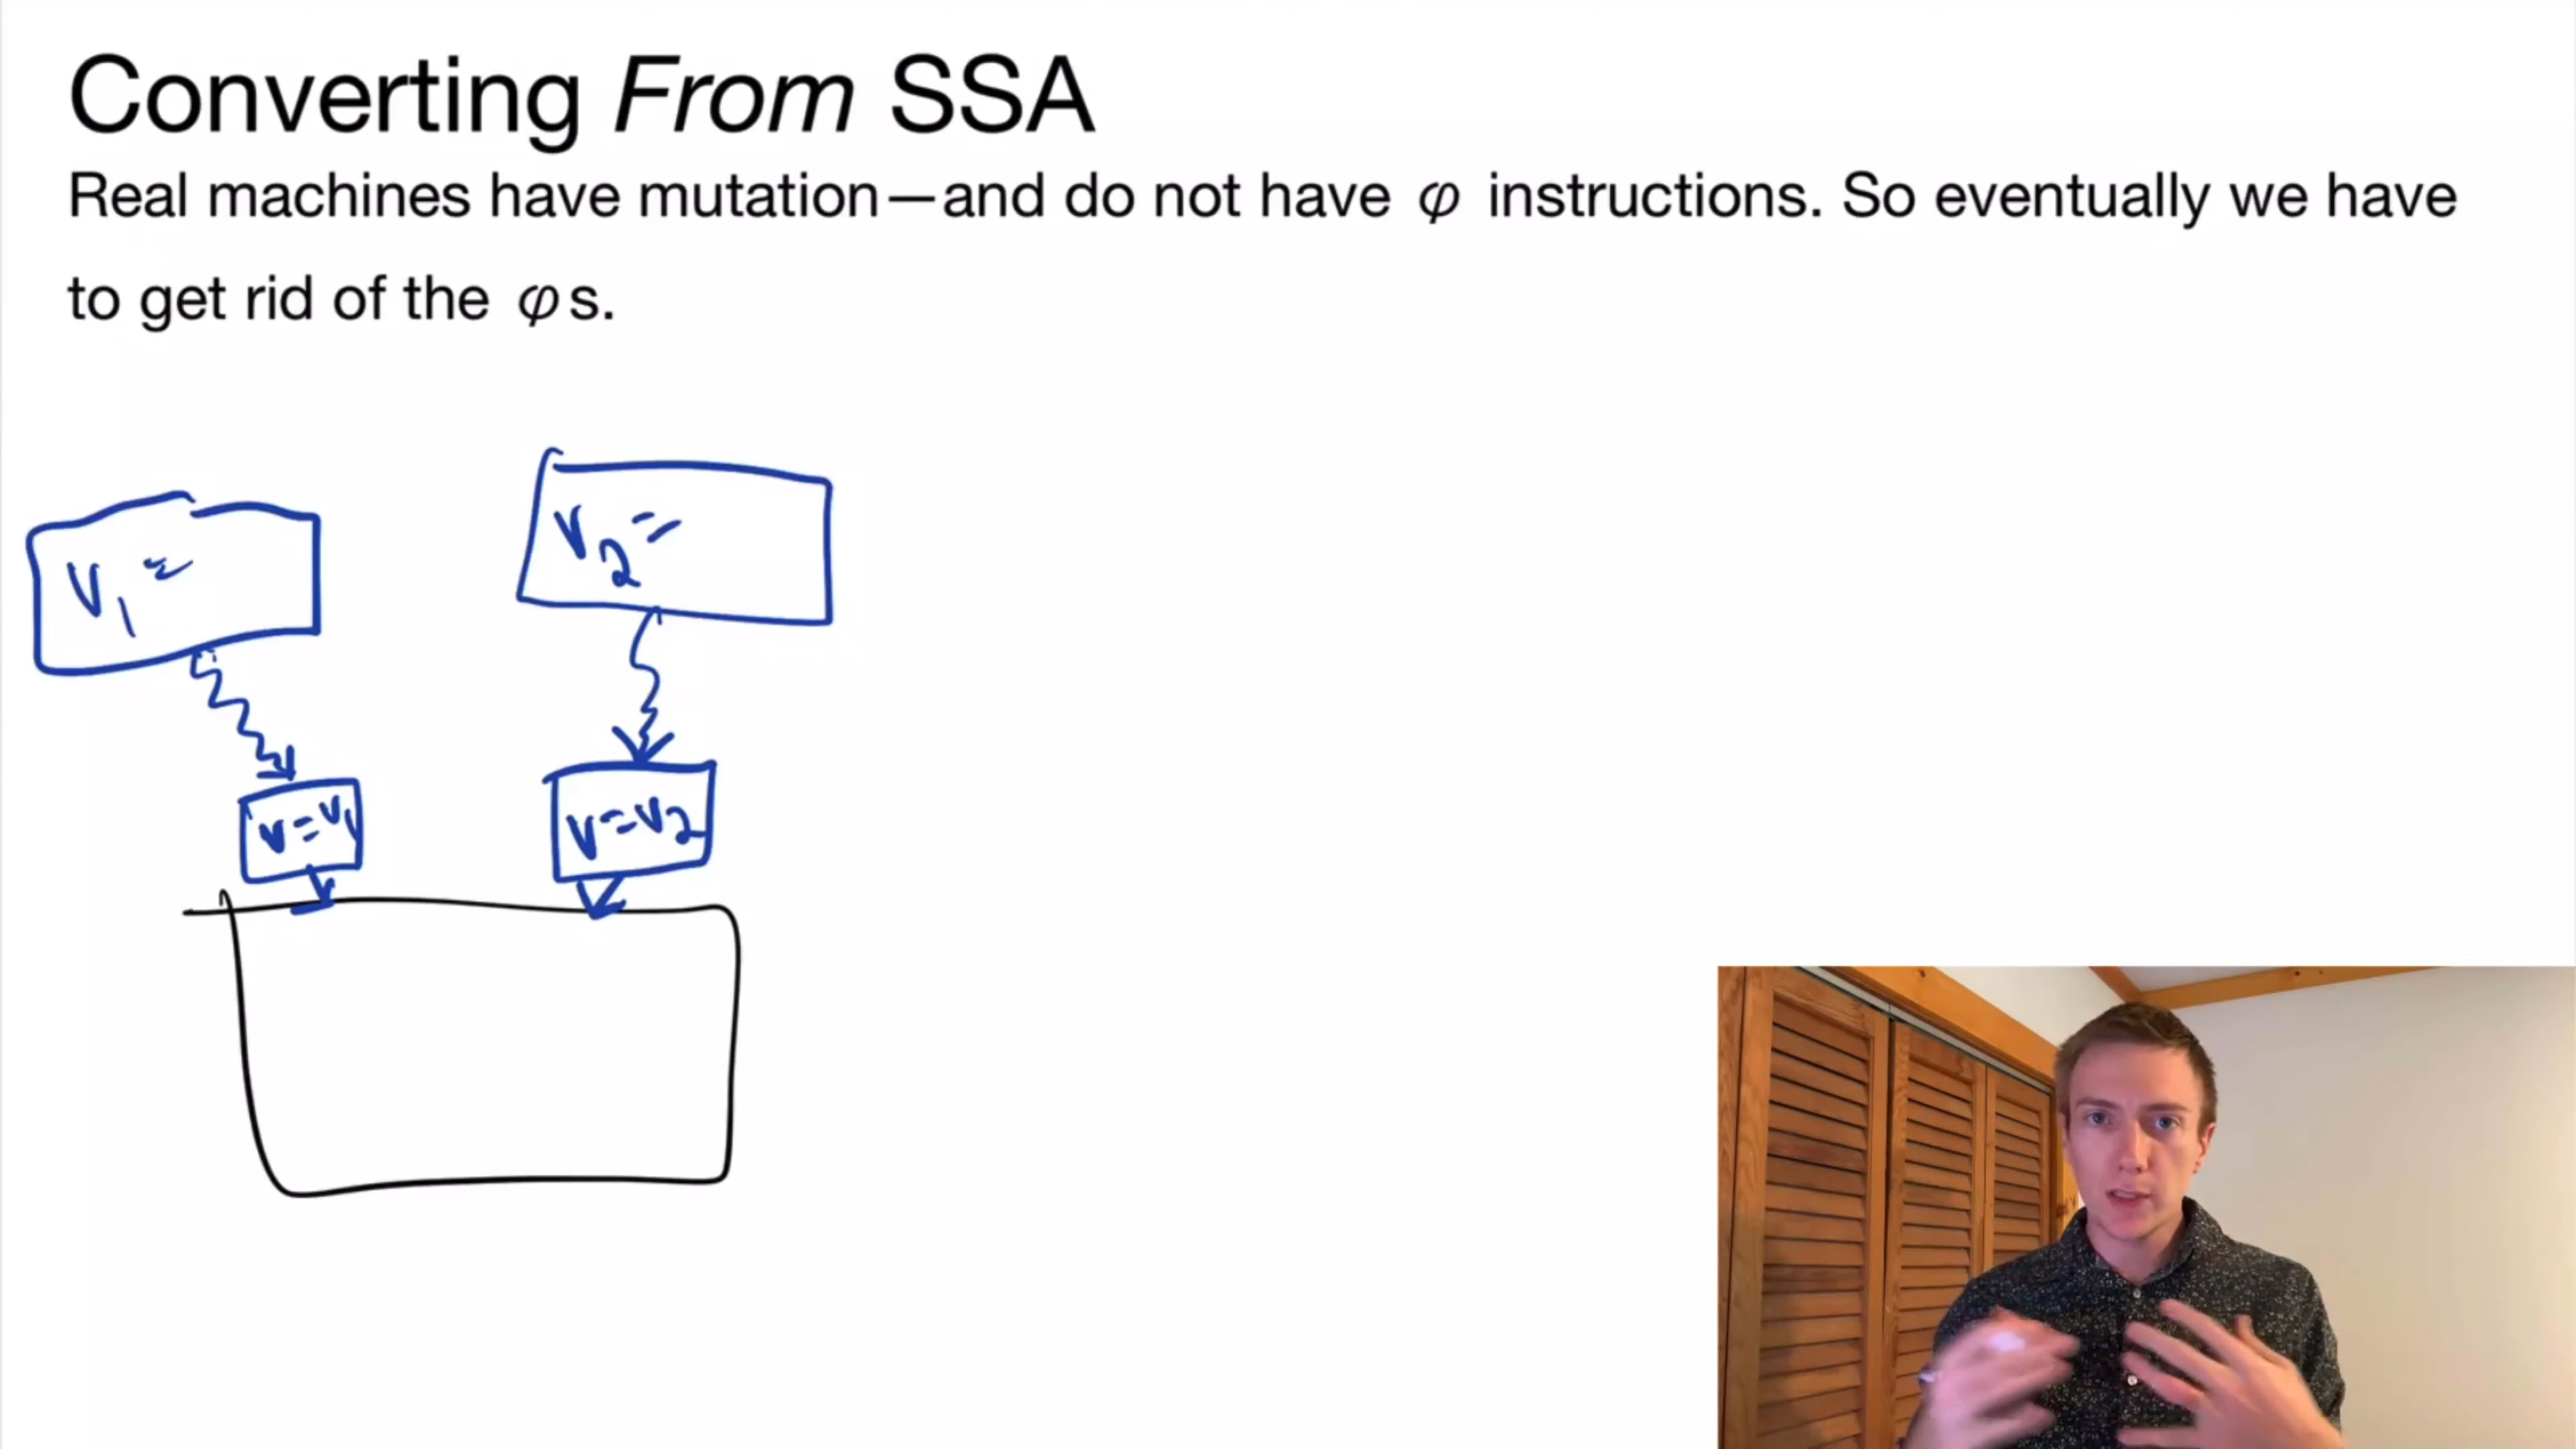 Converting From SSA
Real machines have mutation—and do not have φ instructions. So eventually we have
to get rid of the φs.
V₁ =
V₂ =
V=V₁
V=V₂